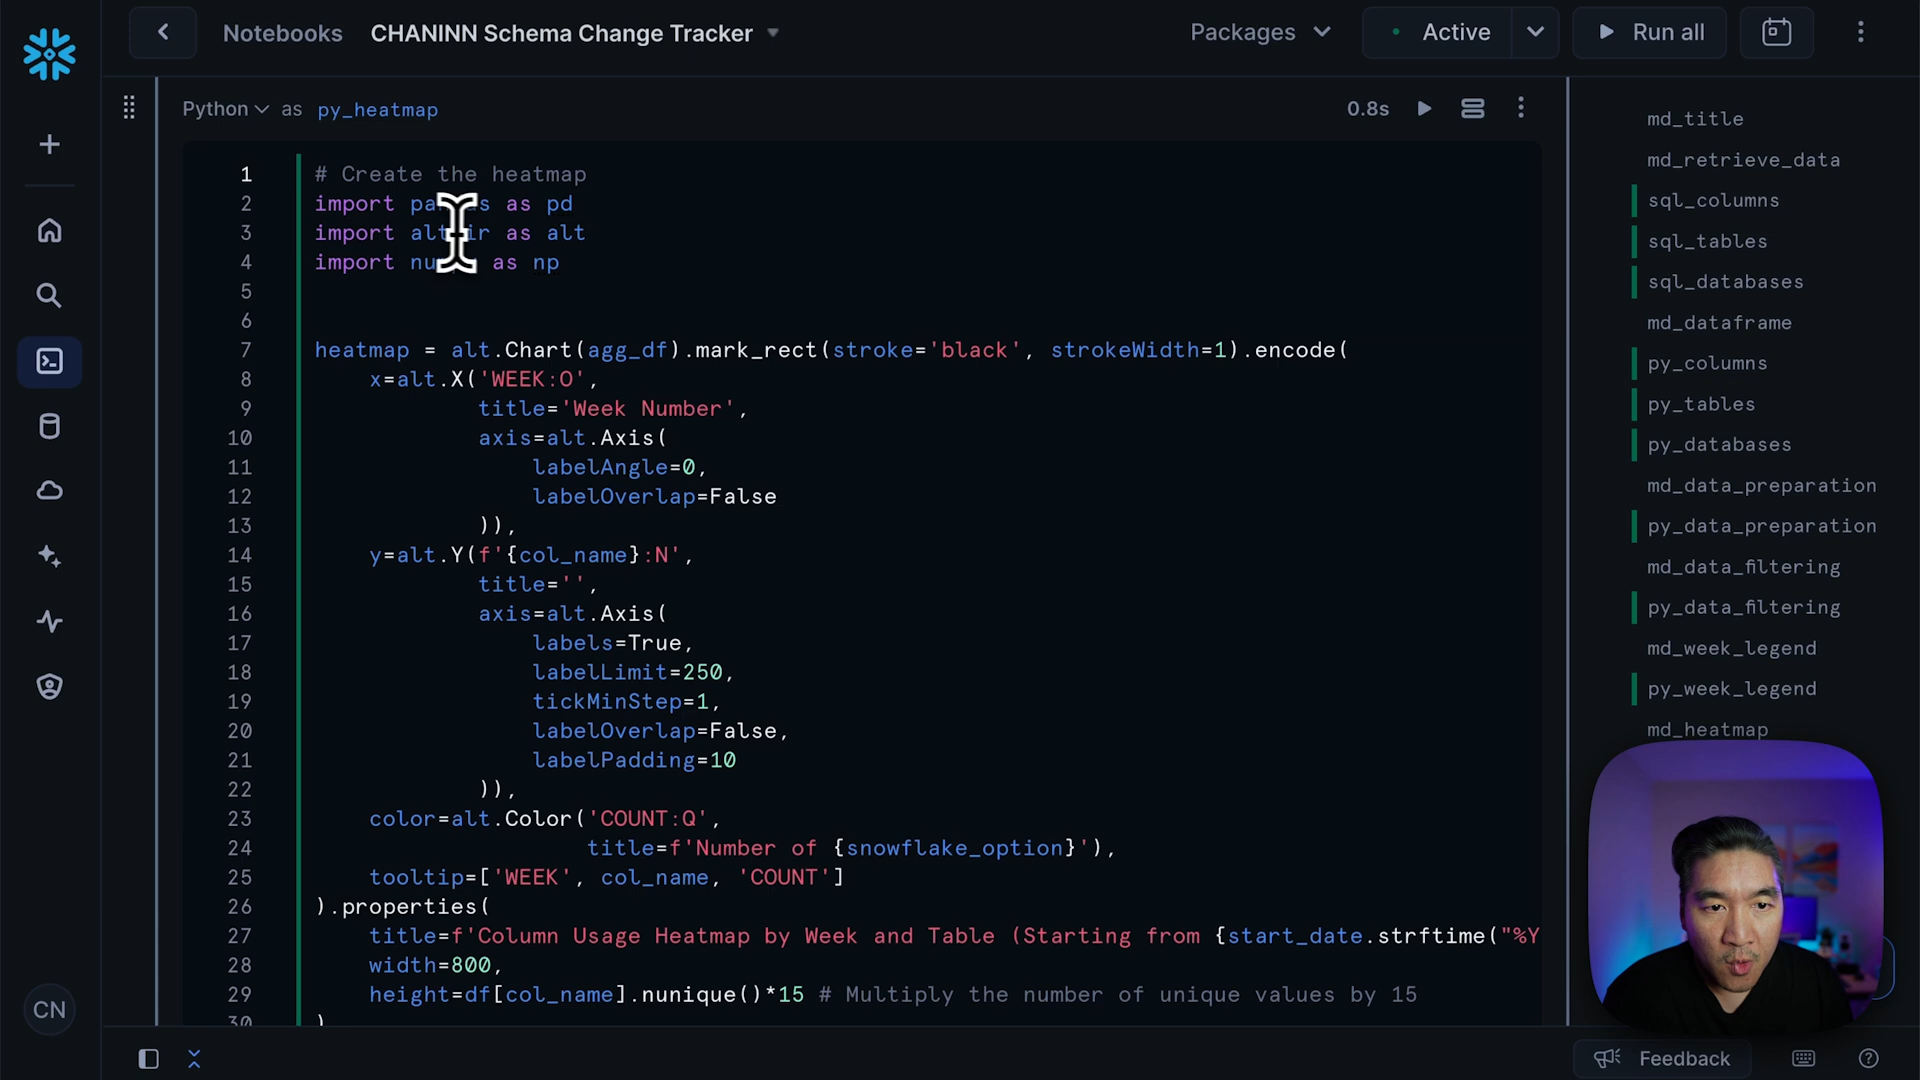 Notebooks CHANINN Schema Change Tracker Packages Active Run all
Python as py_heatmap 0.8s
1 # Create the heatmap
2 import as pd
3 import as alt
4 import as np
5
6
7 heatmap = alt.Chart(agg_df).mark_rect(stroke='black', strokeWidth=1).encode(
8 x=alt.X('WEEK:O',
9 title='Week Number',
10 axis=alt.Axis(
11 labelAngle=0,
12 labelOverlap=False
13 )),
14 y=alt.Y(f'{col_name}:N',
15 title='',
16 axis=alt.Axis(
17 labels=True,
18 labelLimit=250,
19 tickMinStep=1,
20 labelOverlap=False,
21 labelPadding=10
22 )),
23 color=alt.Color('COUNT:Q',
24 title=f'Number of {snowflake_option}'),
25 tooltip=['WEEK', col_name, 'COUNT']
26 ).properties(
27 title=f'Column Usage Heatmap by Week and Table (Starting from {start_date.strftime("%Y
28 width=800,
29 height=df[col_name].nunique()*15 # Multiply the number of unique values by 15
30 )
md_title
md_retrieve_data
sql_columns
sql_tables
sql_databases
md_dataframe
py_columns
py_tables
py_databases
md_data_preparation
py_data_preparation
md_data_filtering
py_data_filtering
md_week_legend
py_week_legend
md_heatmap
CN
Feedback